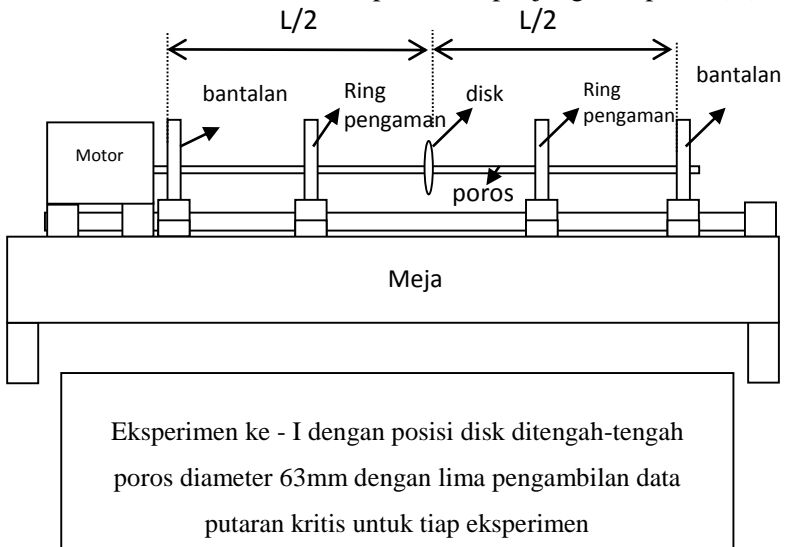 L/2
L/2
bantalan
Ring
pengaman
disk
Ring
pengaman
bantalan
Motor
poros
Meja
Eksperimen ke - I dengan posisi disk ditengah-tengah
poros diameter 63mm dengan lima pengambilan data
putaran kritis untuk tiap eksperimen